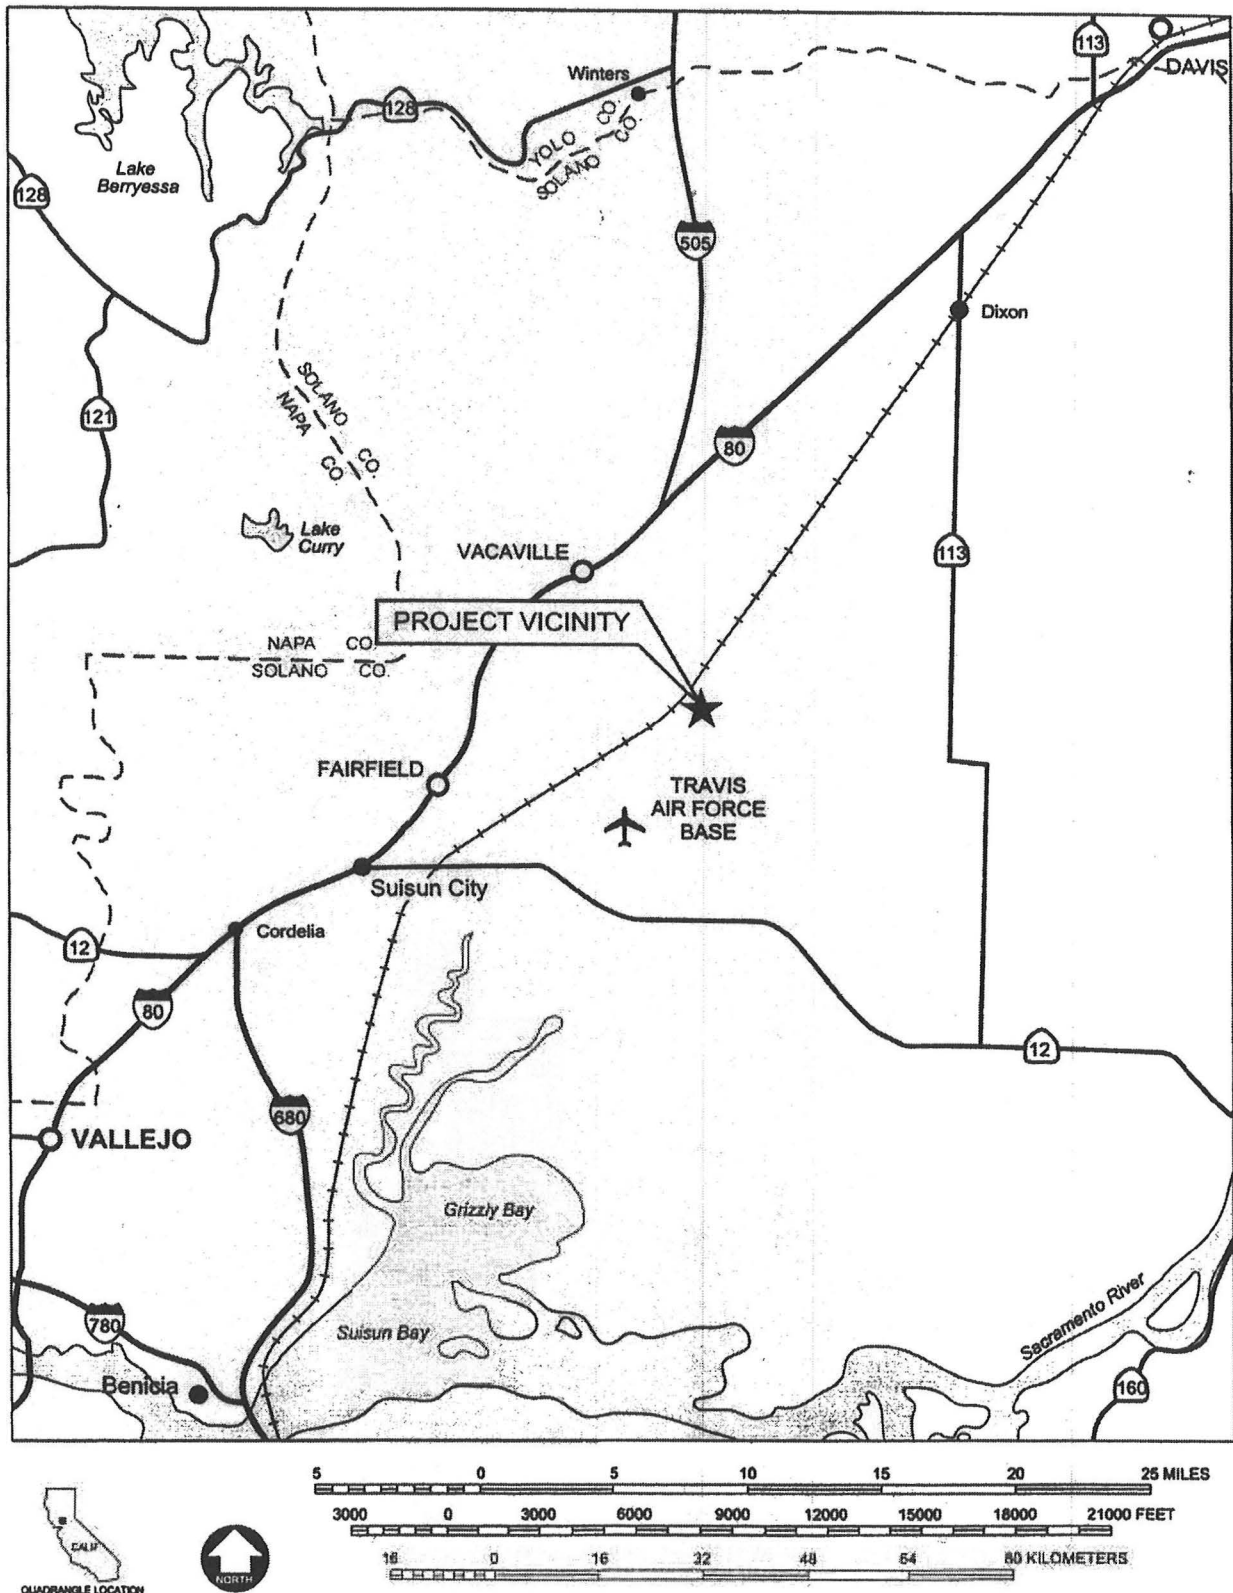 113
DAVIS
Winters
128
YOLO CO.
SOLANO CO.
Lake
Berryessa
128
505
Dixon
121
SOLANO CO.
NAPA CO.
80
Lake
Curry
VACAVILLE
113
PROJECT VICINITY
NAPA CO.
SOLANO CO.
FAIRFIELD
TRAVIS
AIR FORCE
BASE
Suisun City
Cordelia
12
80
12
680
VALLEJO
Grizzly Bay
Sacramento River
780
Suisun Bay
Benicia
160
5 0 5 10 15 20 25 MILES
3000 0 3000 6000 9000 12000 15000 18000 21000 FEET
16 0 16 32 48 64 80 KILOMETERS
CALIF
NORTH
QUADRANGLE LOCATION